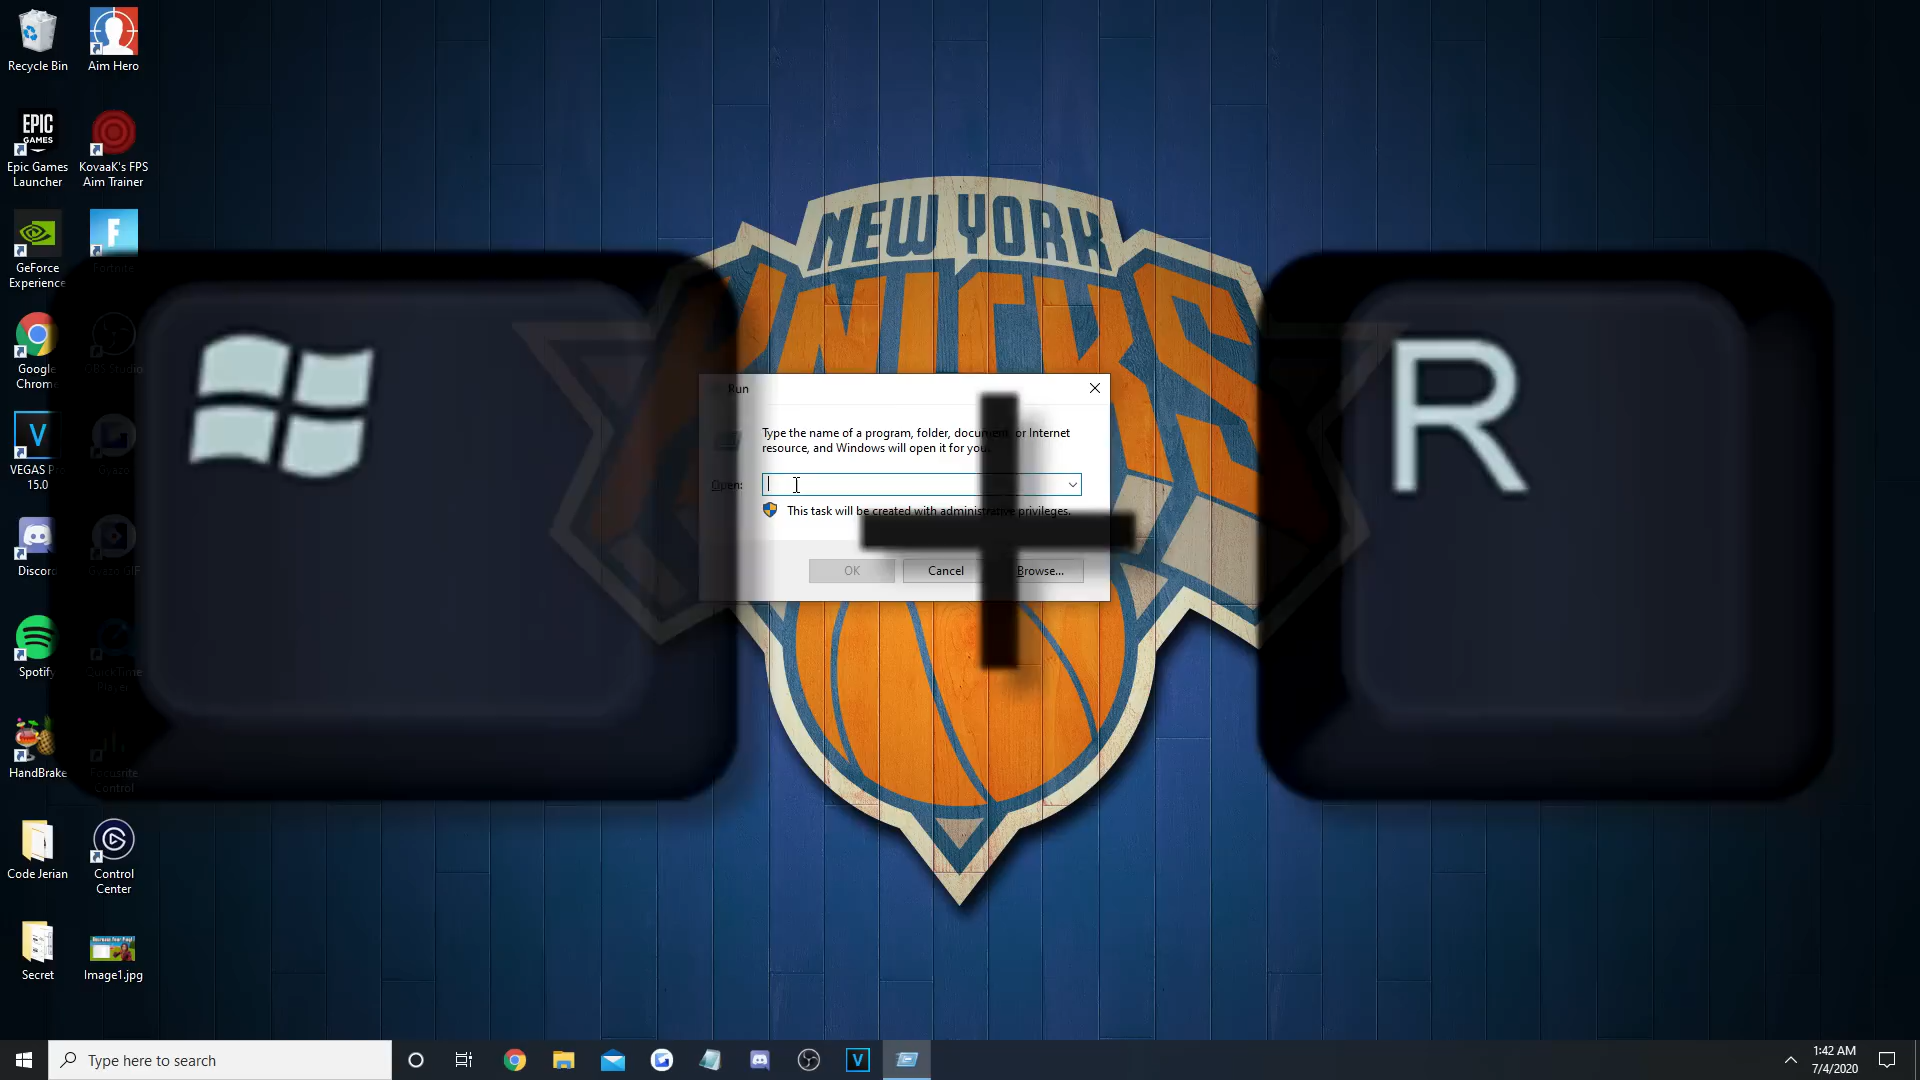 Recycle Bin
Aim Hero
EPIC
GAMES
Epic Games
Launcher
KovaaK's FPS
Aim Trainer
GeForce
Experience
F
Fortnite
Google
Chrome
OBS Studio
V
VEGAS Pro
15.0
Gyazo
Discord
Gyazo GIF
Spotify
QuickTime
Player
HandBrake
Focusrite
Control
Code Jerian
Control
Center
Secret
Image1.jpg
NEW YORK
KNICKS
R
Run
Type the name of a program, folder, document, or Internet
resource, and Windows will open it for you.
Open:
This task will be created with administrative privileges.
OK
Cancel
Browse...
Type here to search
V
1:42 AM
7/4/2020